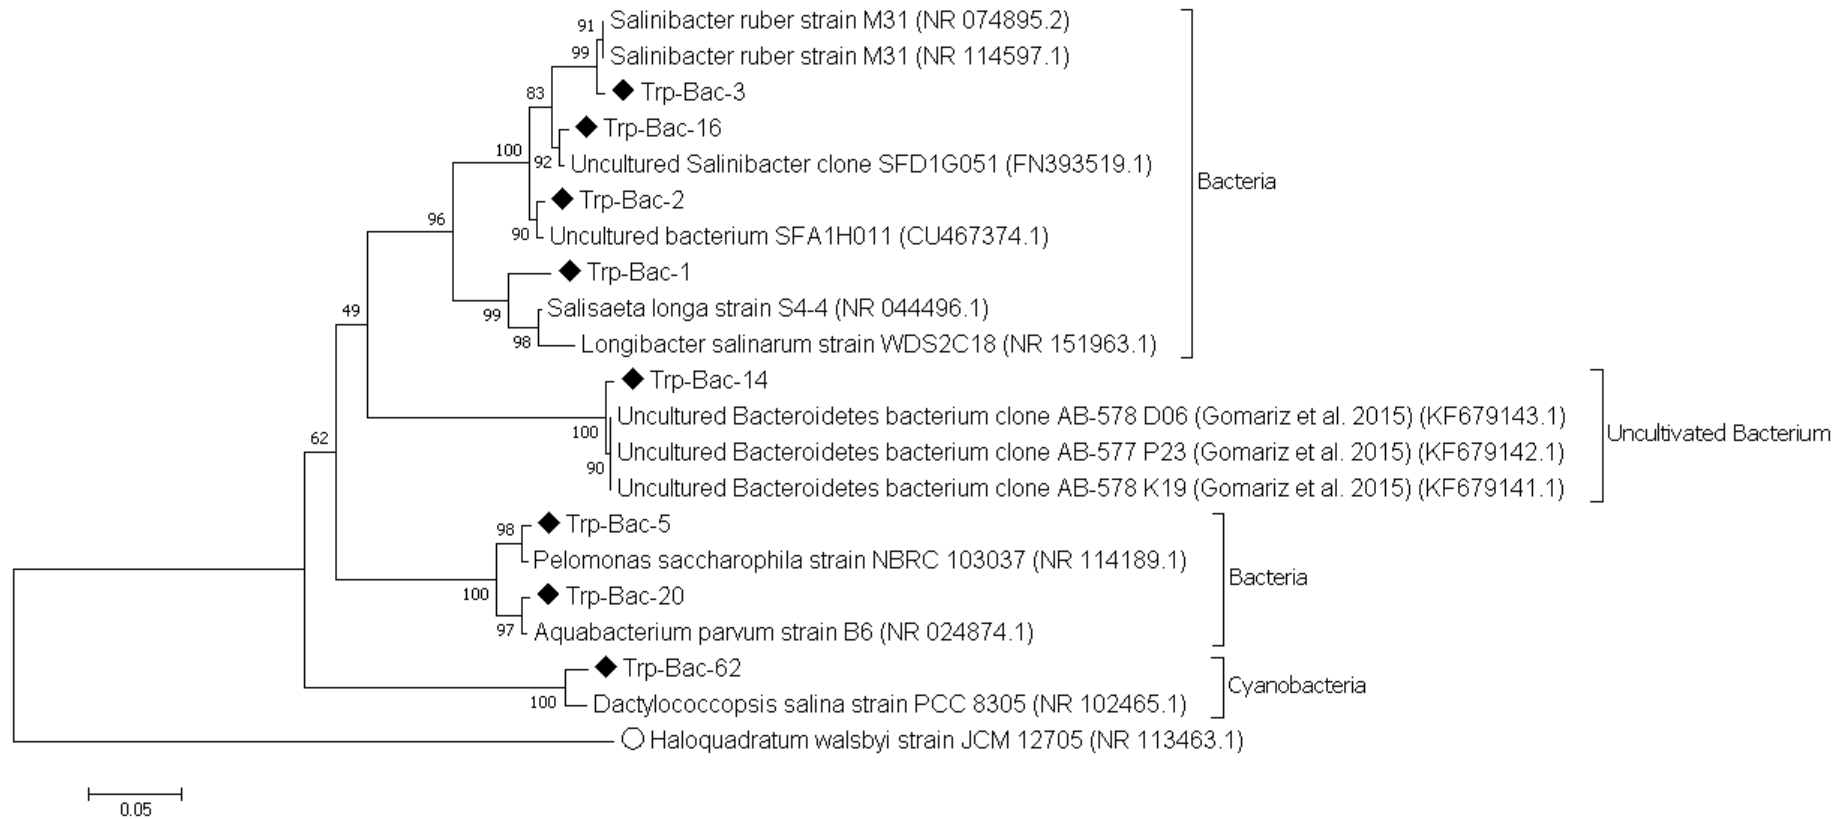 91
Salinibacter ruber strain M31 (NR 074895.2)
99
Salinibacter ruber strain M31 (NR 114597.1)
83
Trp-Bac-3
Trp-Bac-16
100
92
Uncultured Salinibacter clone SFD1G051 (FN393519.1)
Bacteria
Trp-Bac-2
96
90
Uncultured bacterium SFA1H011 (CU467374.1)
Trp-Bac-1
49
99
Salisaeta longa strain S4-4 (NR 044496.1)
98
Longibacter salinarum strain WDS2C18 (NR 151963.1)
Trp-Bac-14
Uncultured Bacteroidetes bacterium clone AB-578 D06 (Gomariz et al. 2015) (KF679143.1)
100
Uncultivated Bacterium
62
Uncultured Bacteroidetes bacterium clone AB-577 P23 (Gomariz et al. 2015) (KF679142.1)
90
Uncultured Bacteroidetes bacterium clone AB-578 K19 (Gomariz et al. 2015) (KF679141.1)
98
Trp-Bac-5
Pelomonas saccharophila strain NBRC 103037 (NR 114189.1)
Bacteria
100
Trp-Bac-20
97
Aquabacterium parvum strain B6 (NR 024874.1)
Trp-Bac-62
Cyanobacteria
100
Dactylococcopsis salina strain PCC 8305 (NR 102465.1)
Haloquadratum walsbyi strain JCM 12705 (NR 113463.1)
0.05